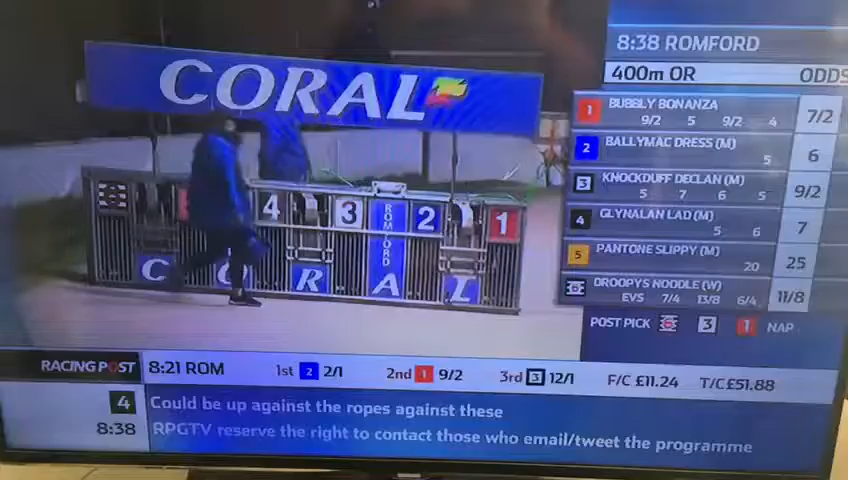 CORAL
8:38 ROMFORD
400m OR ODDS
1 BUBBLY BONANZA 7/2
9/2 5 9/2 4
2 BALLYMAC DRESS (M) 6
5
3 KNOCKDUFF DECLAN (M) 9/2
5 7 6 5
4 GLYNALAN LAD (M) 7
5 6
5 PANTONE SLIPPY (M) 25
20
6 DROOPYS NOODLE (W) 11/8
EVS 7/4 13/8 6/4
POST PICK 6 3 1 NAP
4 3 2 1
ROMFORD
C O R A L
RACING POST 8:21 ROM 1st 2 2/1 2nd 1 9/2 3rd 3 12/1 F/C £11.24 T/C £51.88
4 Could be up against the ropes against these
8:38 RPGTV reserve the right to contact those who email/tweet the programme